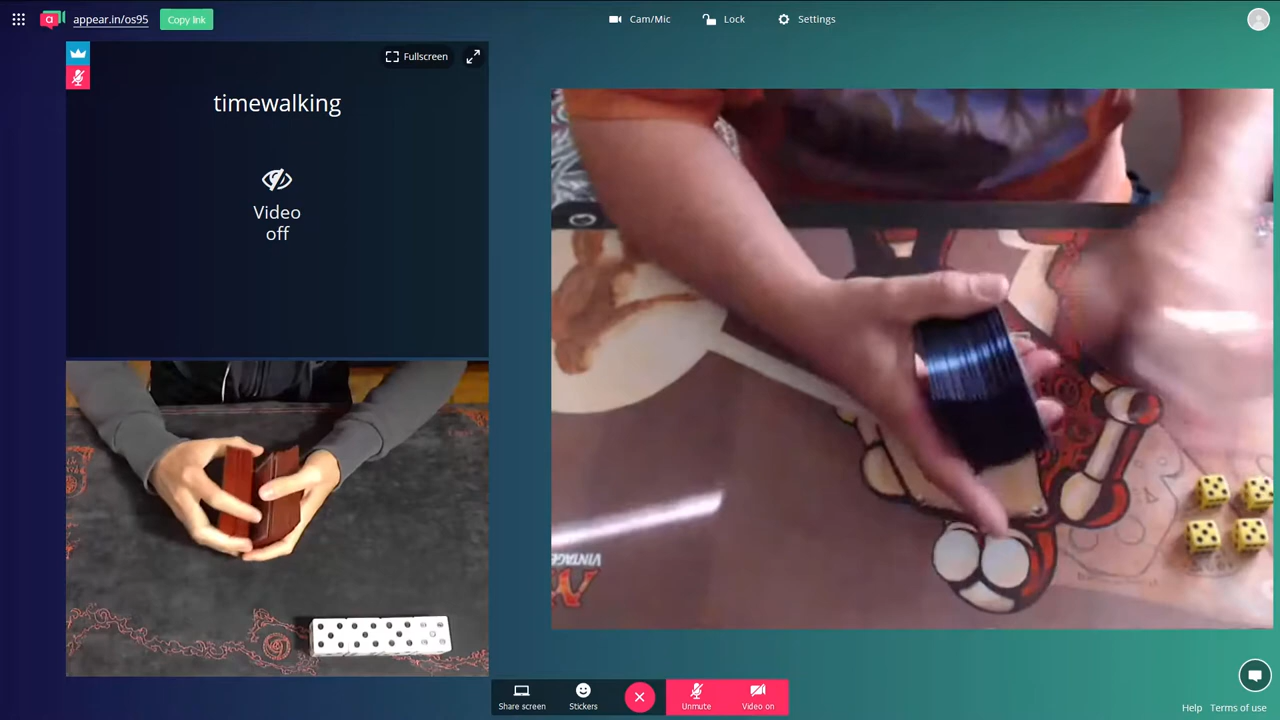 appear.in/os95
Copy link
Cam/Mic
Lock
Settings
Fullscreen
timewalking
Video
off
VINTAGE
Share screen
Stickers
Unmute
Video on
Help
Terms of use